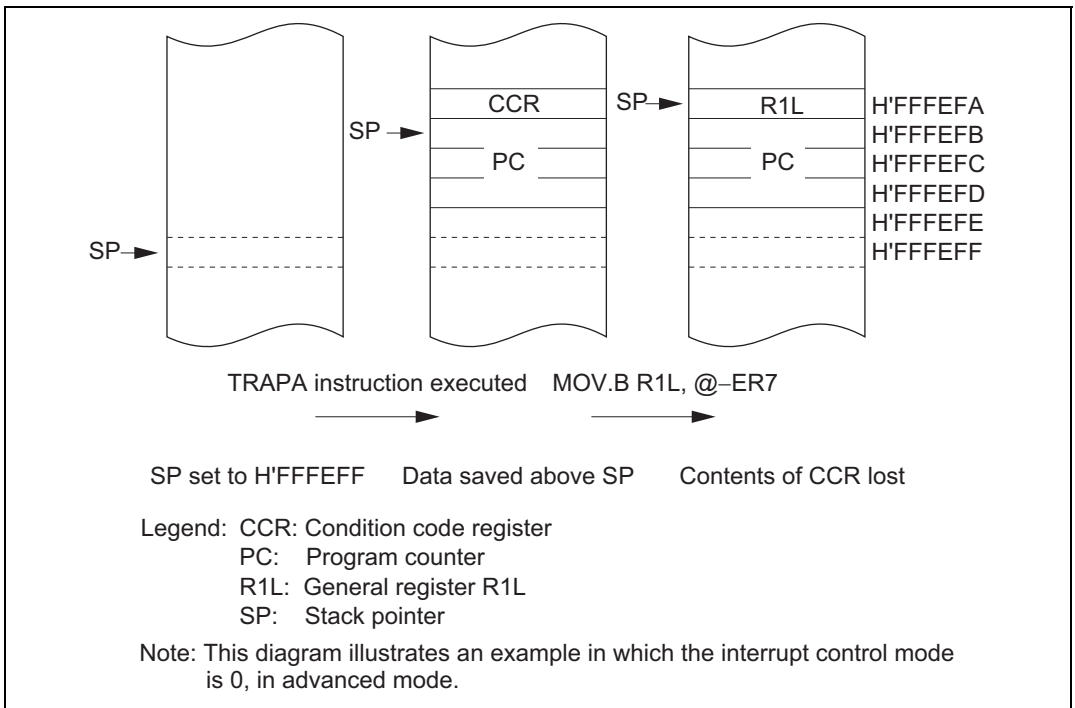 CCR
SP
R1L
H'FFFEFA
SP
H'FFFEFB
PC
PC
H'FFFEFC
H'FFFEFD
H'FFFEFE
SP
H'FFFEFF
TRAPA instruction executed
MOV.B R1L, @–ER7
SP set to H'FFFEFF
Data saved above SP
Contents of CCR lost
Legend: CCR: Condition code register
PC: Program counter
R1L: General register R1L
SP: Stack pointer
Note: This diagram illustrates an example in which the interrupt control mode
is 0, in advanced mode.